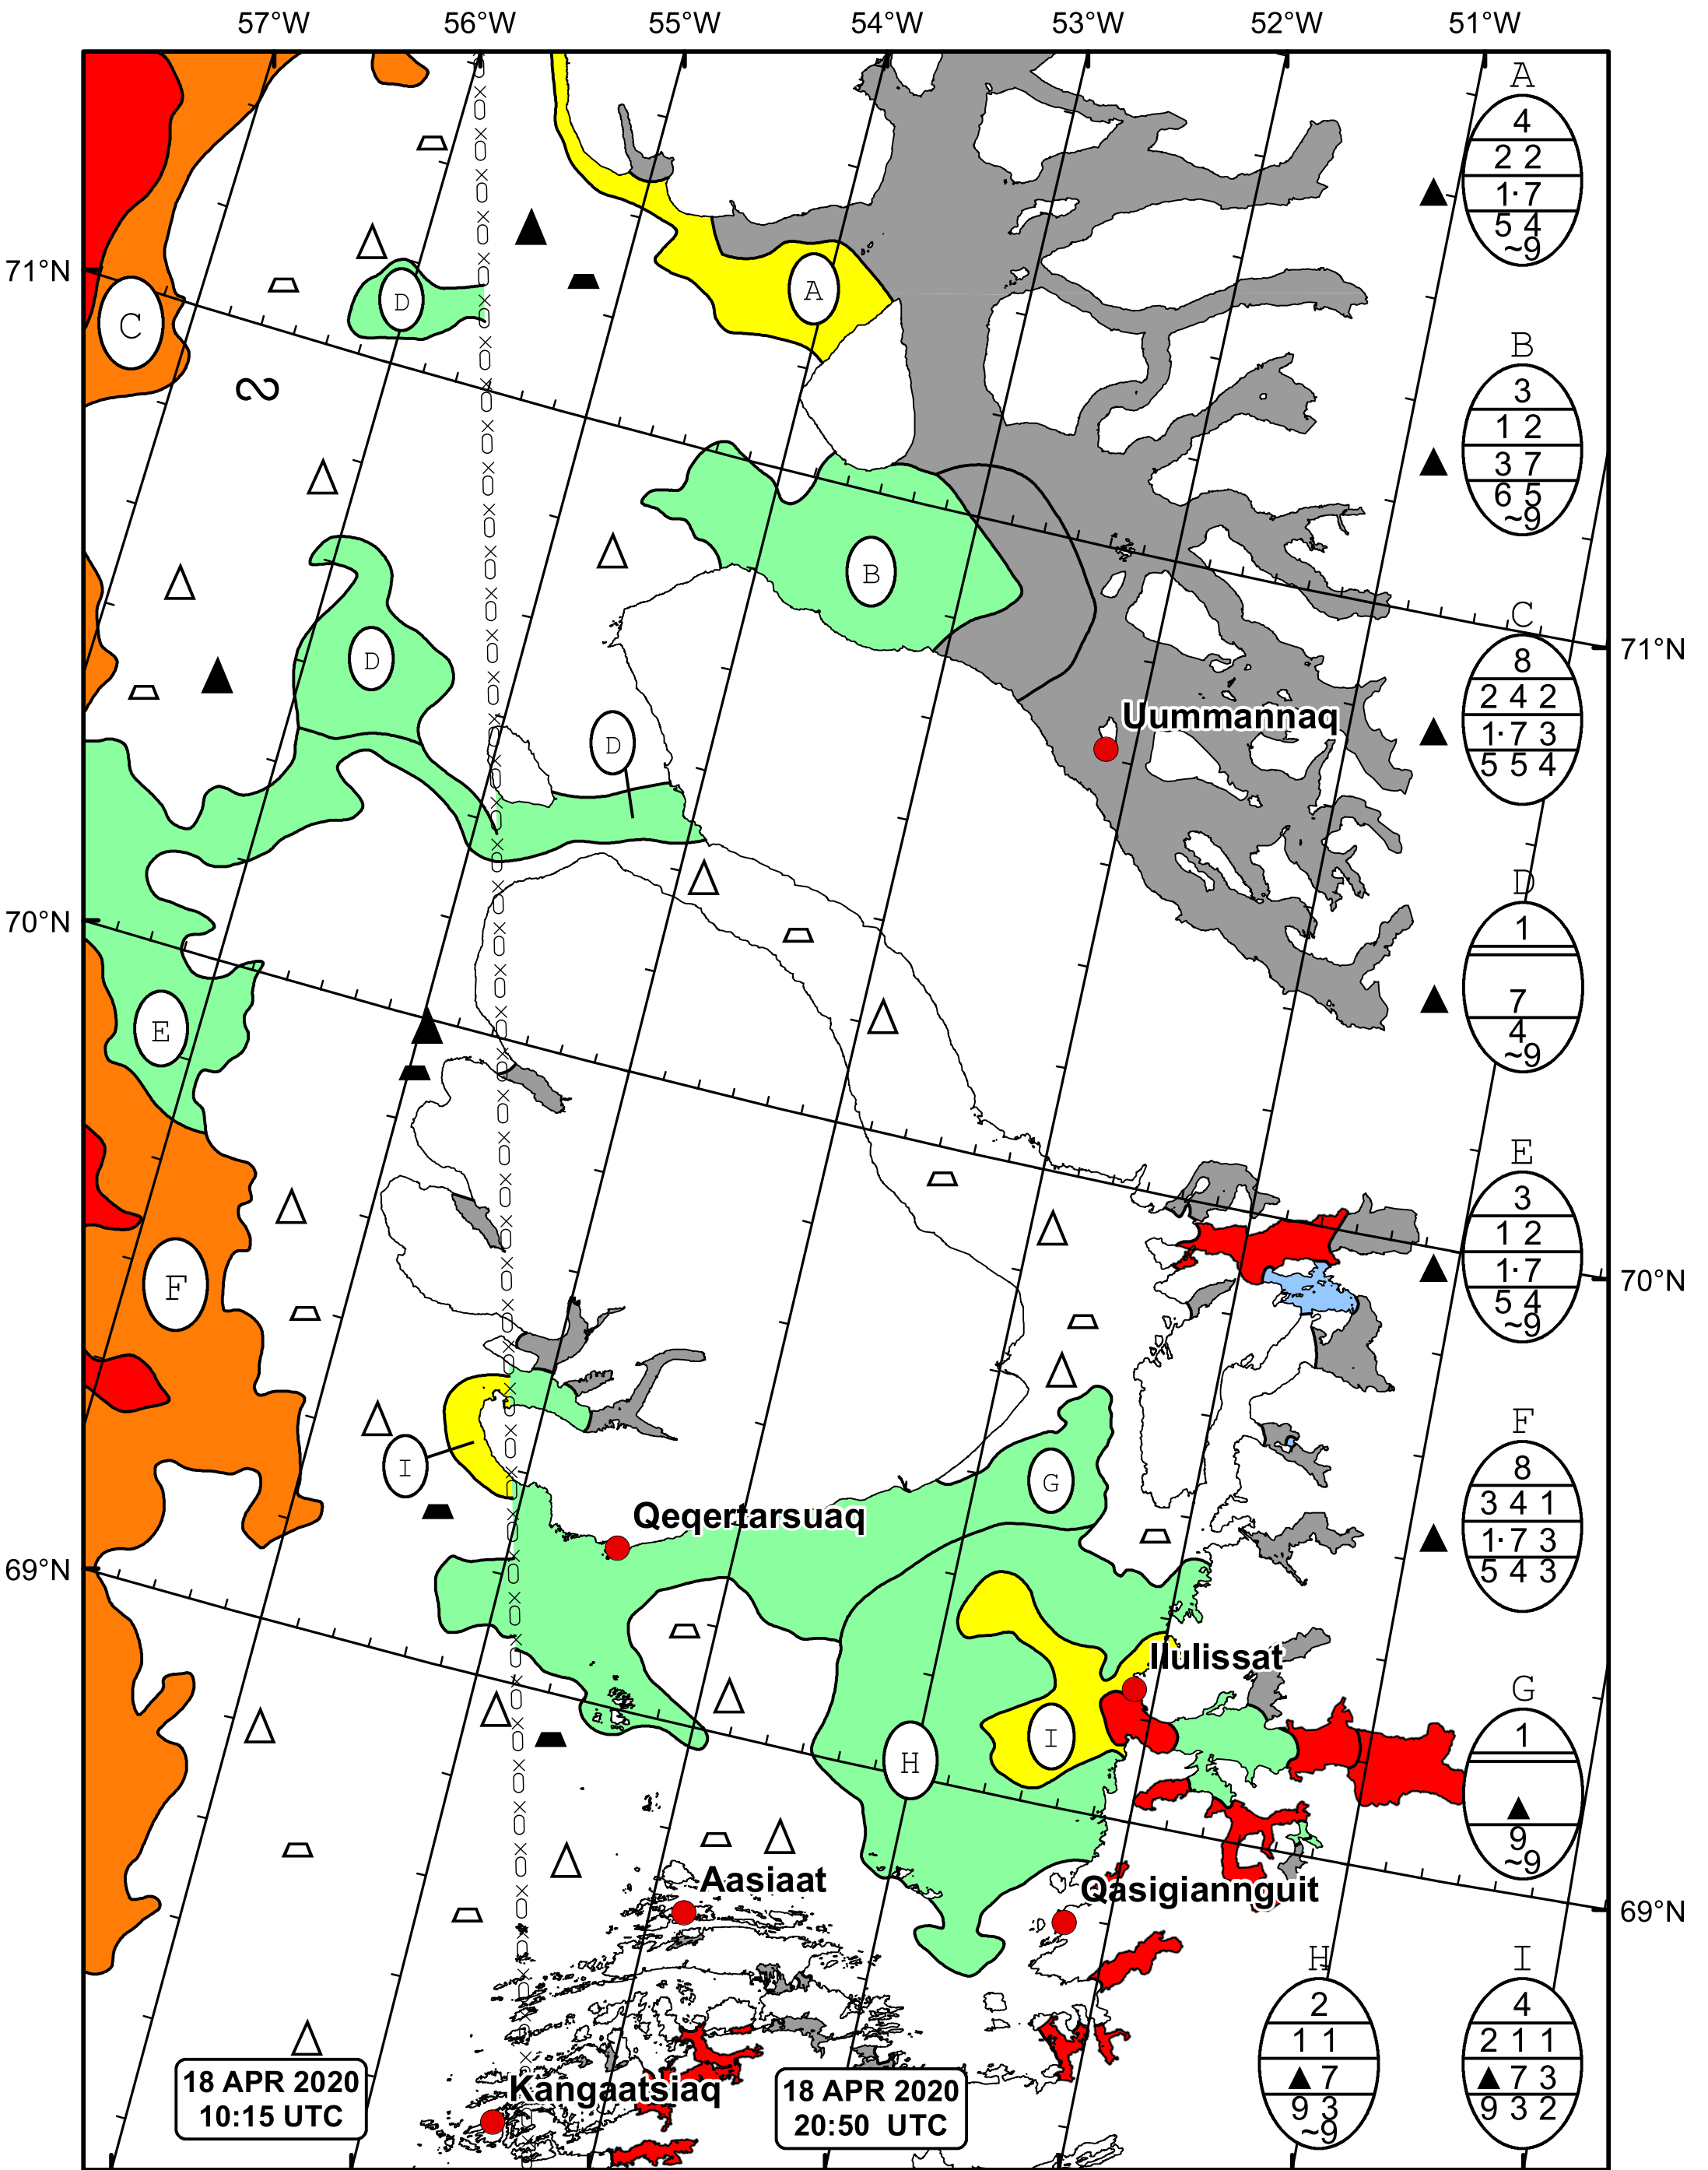 57°W 56°W 55°W 54°W 53°W 52°W 51°W
A
4
2 2
1· 7
5 4
~9
71°N
D
A
C
B
3
1 2
3 7
6 5
~9
B
C
8
2 4 2
1· 7 3
5 5 4
71°N
D
D
Uummannaq
D
1
7
4
~9
70°N
E
E
3
1 2
1· 7
5 4
~9
70°N
F
F
8
3 4 1
1· 7 3
5 4 3
I
G
Qeqertarsuaq
69°N
Ilulissat
G
1
▲
9
~9
I
H
Aasiaat
Qasigiannguit
69°N
H
2
1 1
▲ 7
9 3
~9
I
4
2 1 1
▲ 7 3
9 3 2
18 APR 2020
10:15 UTC
Kangaatsiaq
18 APR 2020
20:50 UTC